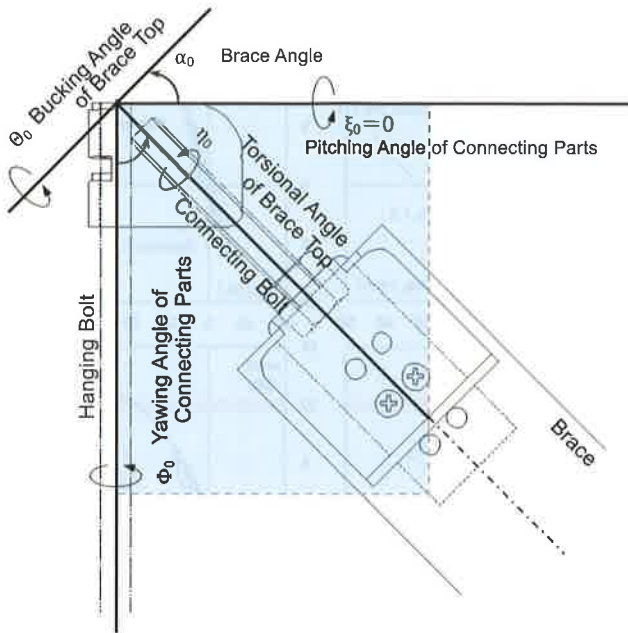 Θ₀ Bucking Angle
of Brace Top
α₀ Brace Angle
ξ₀=0
Pitching Angle of Connecting Parts
η₀
Torsional Angle
of Brace Top
Connecting Bolt
Hanging Bolt
Φ₀ Yawing Angle of
Connecting Parts
Brace